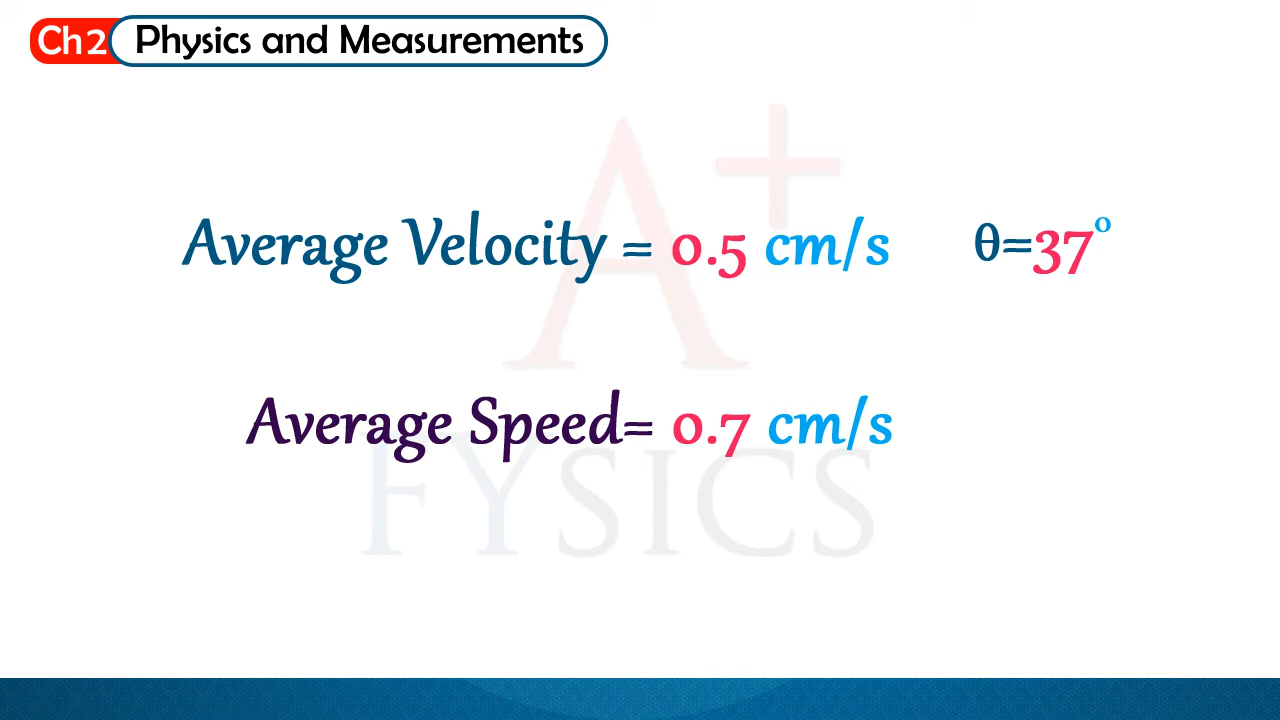 Ch2 Physics and Measurements
Average Velocity = 0.5 cm/s θ=37°
Average Speed= 0.7 cm/s
A+
FYSICS